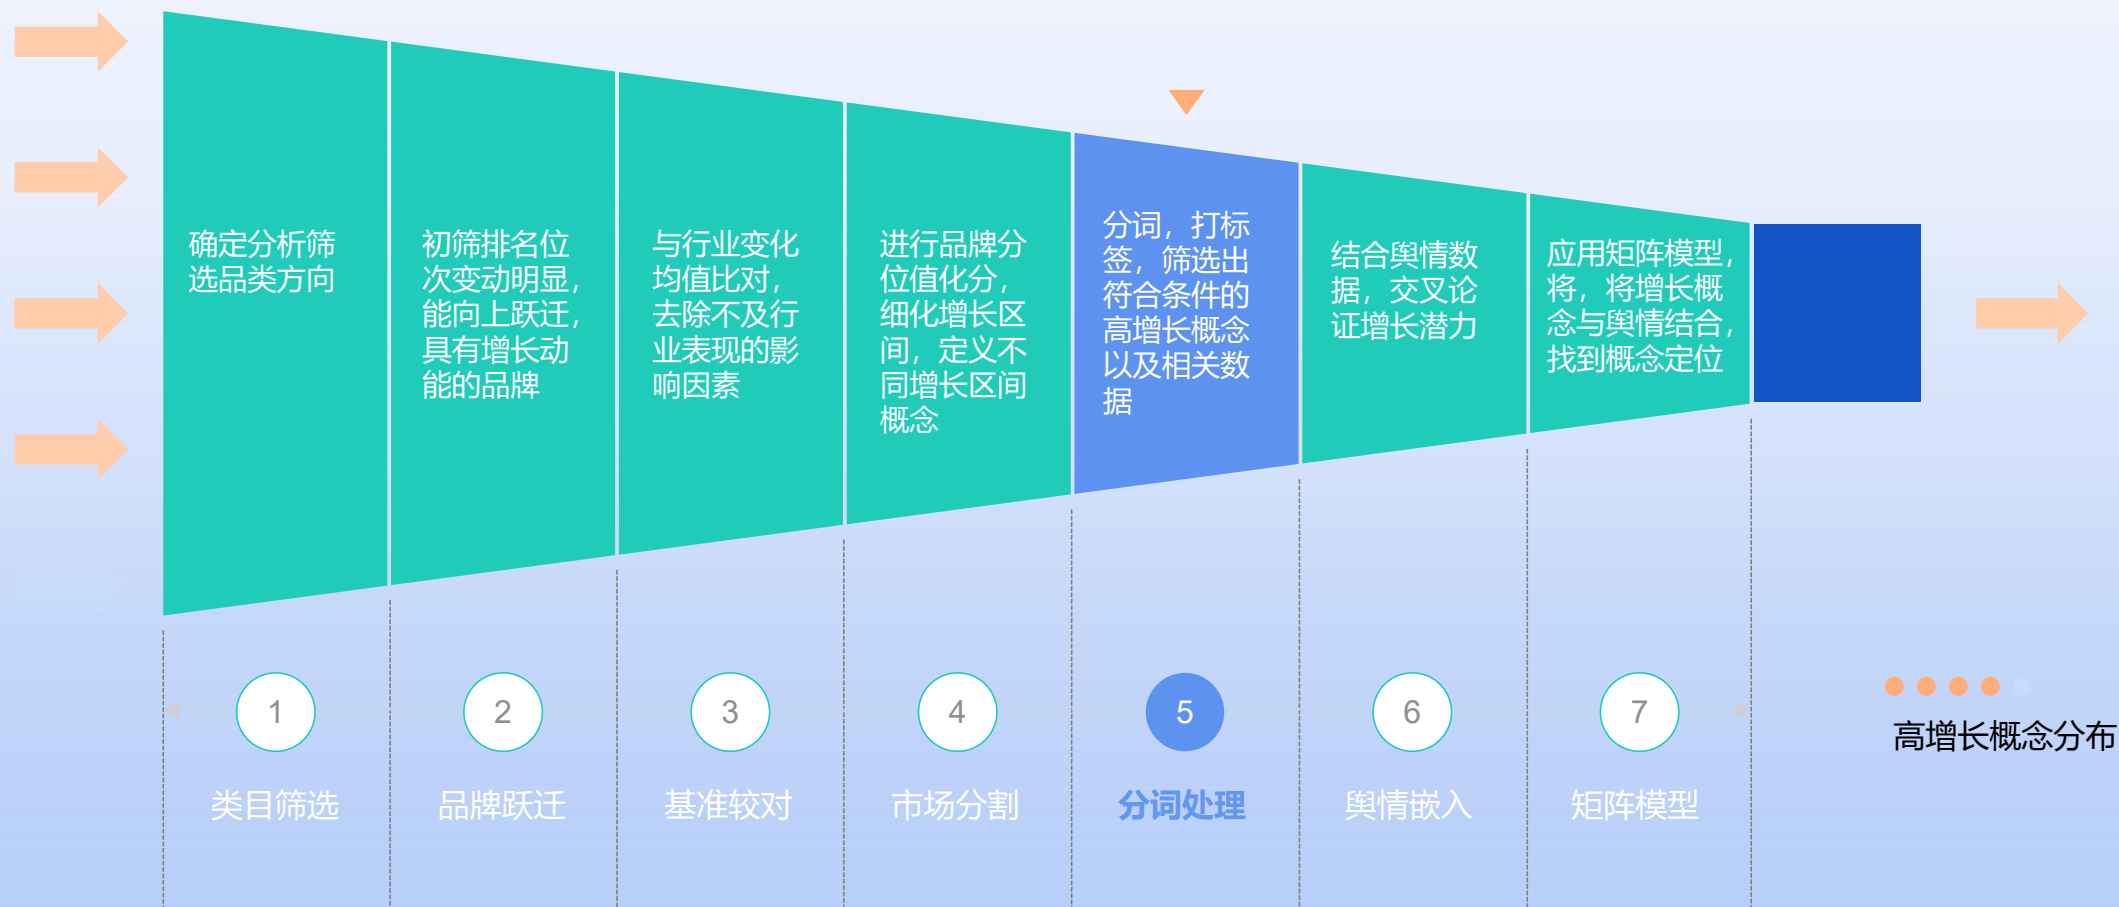 确定分析筛
选品类方向
初筛排名位
次变动明显，
能向上跃迁，
具有增长动
能的品牌
与行业变化
均值比对，
去除不及行
业表现的影
响因素
进行品牌分
位值化分，
细化增长区
间，定义不
同增长区间
概念
分词，打标
签，筛选出
符合条件的
高增长概念
以及相关数
据
结合舆情数
据，交叉论
证增长潜力
应用矩阵模型，
将，将增长概
念与舆情结合，
找到概念定位
1
2
3
4
5
6
7
高增长概念分布
类目筛选
品牌跃迁
基准较对
市场分割
分词处理
舆情嵌入
矩阵模型